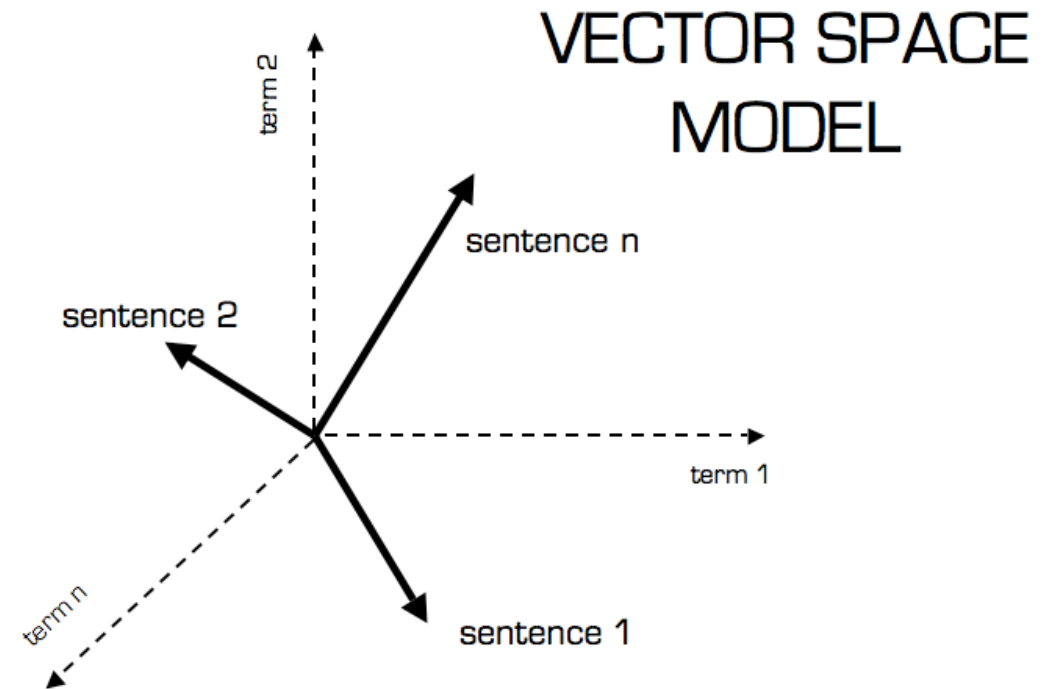 VECTOR SPACE
MODEL
term 2
sentence n
sentence 2
term 1
term n
sentence 1